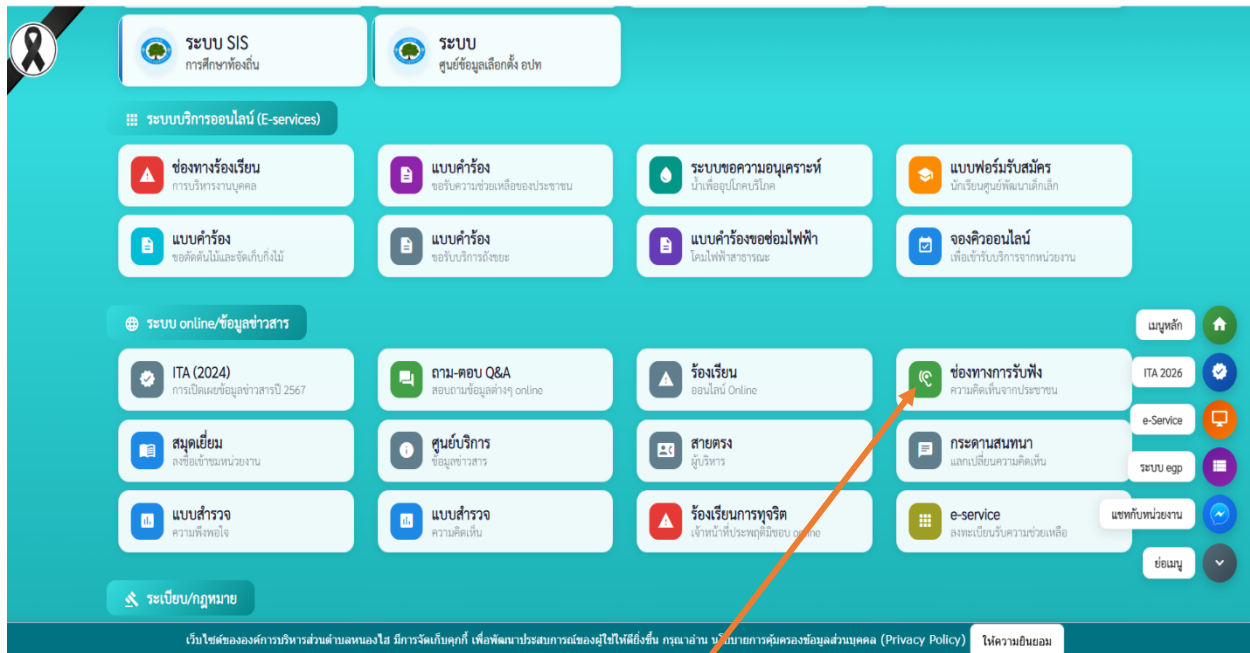 ระบบ SIS
การศึกษาท้องถิ่น
ระบบ
ศูนย์ข้อมูลเลือกตั้ง อปท
ระบบบริการออนไลน์ (E-services)
ช่องทางร้องเรียน
การบริหารงานบุคคล
แบบคำร้อง
ขอรับความช่วยเหลือของประชาชน
ระบบขอความอนุเคราะห์
น้ำเพื่ออุปโภคบริโภค
แบบฟอร์มรับสมัคร
นักเรียนศูนย์พัฒนาเด็กเล็ก
แบบคำร้อง
ขอตัดต้นไม้และจัดเก็บกิ่งไม้
แบบคำร้อง
ขอรับบริการถังขยะ
แบบคำร้องขอซ่อมไฟฟ้า
โคมไฟฟ้าสาธารณะ
จองคิวออนไลน์
เพื่อเข้ารับบริการจากหน่วยงาน
ระบบ online/ข้อมูลข่าวสาร
ITA (2024)
การเปิดเผยข้อมูลข่าวสารปี 2567
ถาม-ตอบ Q&A
สอบถามข้อมูลต่างๆ online
ร้องเรียน
ออนไลน์ Online
ช่องทางการรับฟัง
ความคิดเห็นจากประชาชน
สมุดเยี่ยม
ลงชื่อเข้าชมหน่วยงาน
ศูนย์บริการ
ข้อมูลข่าวสาร
สายตรง
ผู้บริหาร
กระดานสนทนา
แลกเปลี่ยนความคิดเห็น
แบบสำรวจ
ความพึงพอใจ
แบบสำรวจ
ความคิดเห็น
ร้องเรียนการทุจริต
เจ้าหน้าที่ประพฤติมิชอบ online
e-service
ลงทะเบียนรับความช่วยเหลือ
เมนูหลัก
ITA 2026
e-Service
ระบบ egp
แชทกับหน่วยงาน
ย่อเมนู
ระเบียบ/กฎหมาย
เว็บไซต์ขององค์การบริหารส่วนตำบลหนองไฮ มีการจัดเก็บคุกกี้ เพื่อพัฒนาประสบการณ์ของผู้ใช้ให้ดียิ่งขึ้น กรุณาอ่าน นโยบายการคุ้มครองข้อมูลส่วนบุคคล (Privacy Policy) ให้ความยินยอม